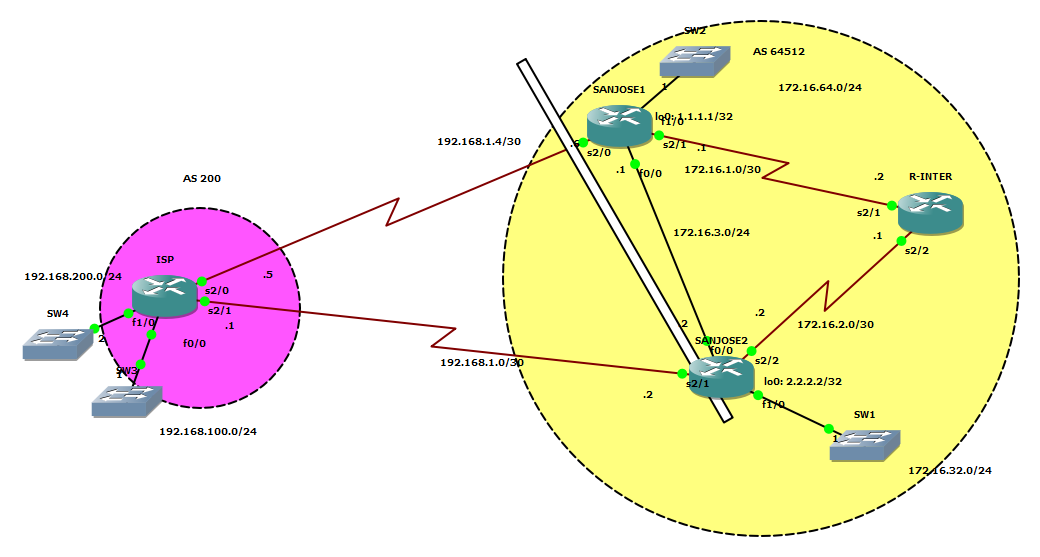 SW2
AS 64512
172.16.64.0/24
SANJOSE1
1
lo0: 1.1.1.1/32
f1/0
192.168.1.4/30
s2/0
s2/1
.1
.1
f0/0
172.16.1.0/30
.2
R-INTER
AS 200
s2/1
.1
s2/2
172.16.3.0/24
ISP
192.168.200.0/24
.5
s2/0
s2/1
.1
SW4
f1/0
2
f0/0
.2
172.16.2.0/30
2
SANJOSE2
f0/0
s2/2
192.168.1.0/30
SW3
1
s2/1
lo0: 2.2.2.2/32
.2
f1/0
SW1
1
192.168.100.0/24
172.16.32.0/24